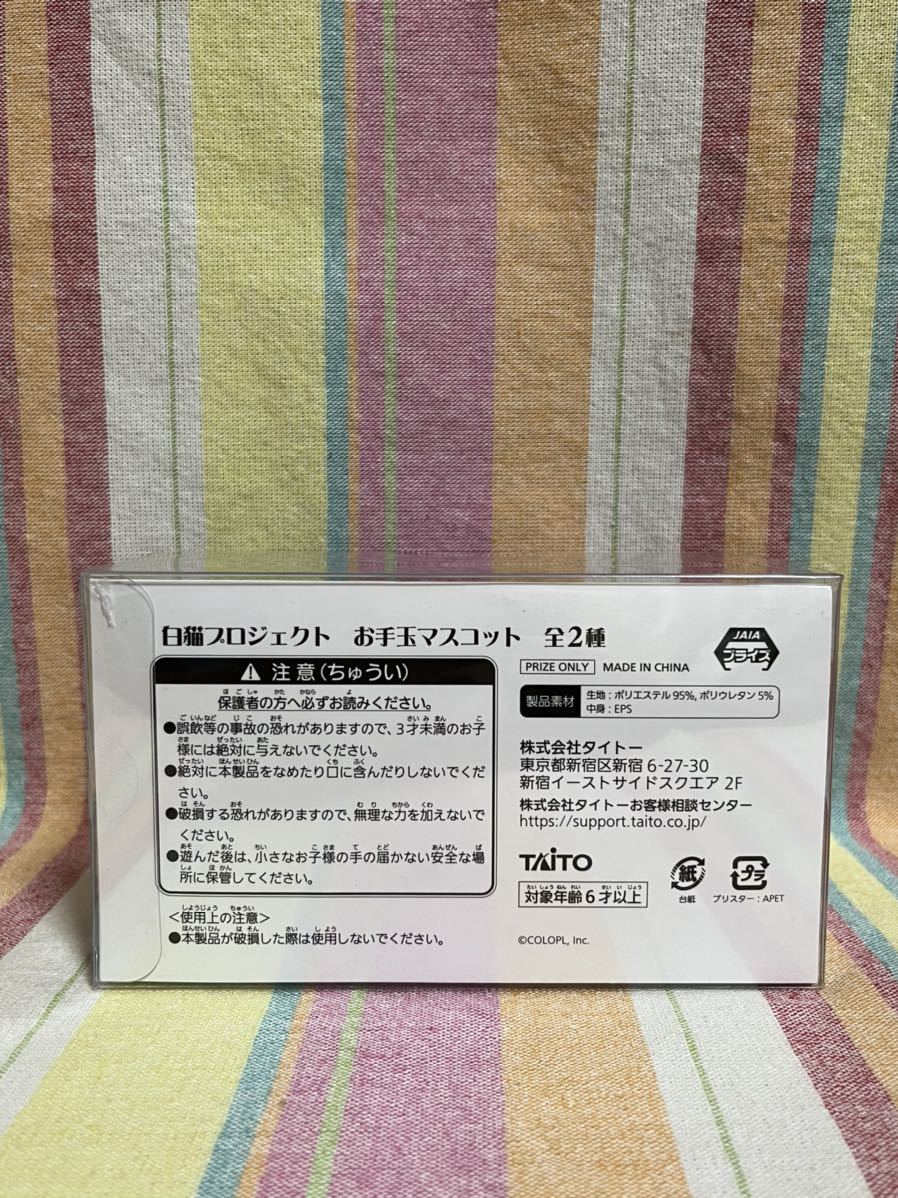 白猫プロジェクト お手玉マスコット 全2種
注意(ちゅうい)
保護者の方へ必ずお読みください。
●誤飲等の事故の恐れがありますので、3才未満のお子
様には絶対に与えないでください。
●絶対に本製品をなめたり口に含んだりしないでくだ
さい。
●破損する恐れがありますので、無理な力を加えないで
ください。
●遊んだ後は、小さなお子様の手の届かない安全な場
所に保管してください。
<使用上の注意>
●本製品が破損した際は使用しないでください。
JAIA
プライズ
PRIZE ONLY MADE IN CHINA
製品素材
生地：ポリエステル 95%, ポリウレタン 5%
中身：EPS
株式会社タイトー
東京都新宿区新宿 6-27-30
新宿イーストサイドスクエア 2F
株式会社タイトーお客様相談センター
https://support.taito.co.jp/
TAITO
対象年齢 6 才以上
紙
台紙
プラ
ブリスター：APET
©COLOPL, Inc.